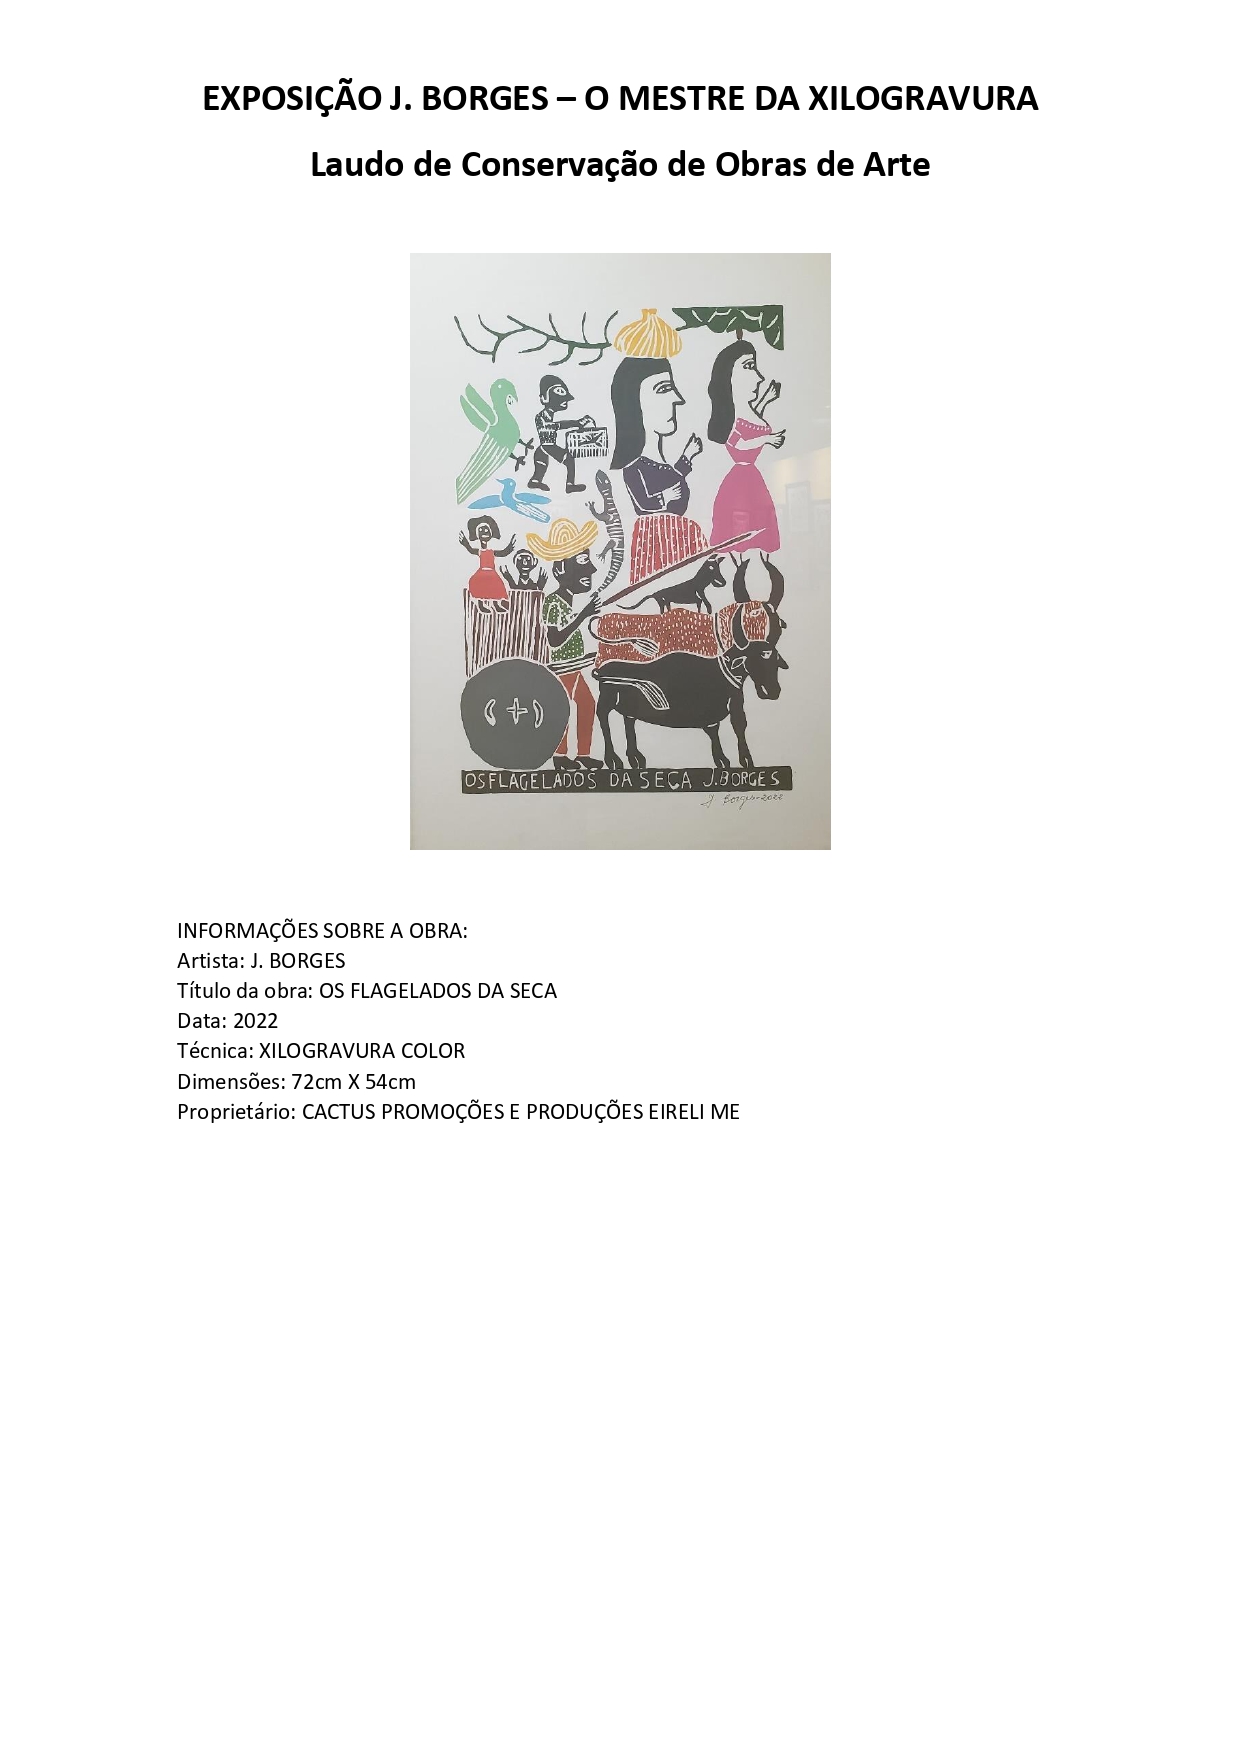 EXPOSIÇÃO J. BORGES – O MESTRE DA XILOGRAVURA
Laudo de Conservação de Obras de Arte
OSFLAGELADOS DA SECA J.BORGES
J Borges-2022
INFORMAÇÕES SOBRE A OBRA:
Artista: J. BORGES
Título da obra: OS FLAGELADOS DA SECA
Data: 2022
Técnica: XILOGRAVURA COLOR
Dimensões: 72cm X 54cm
Proprietário: CACTUS PROMOÇÕES E PRODUÇÕES EIRELI ME